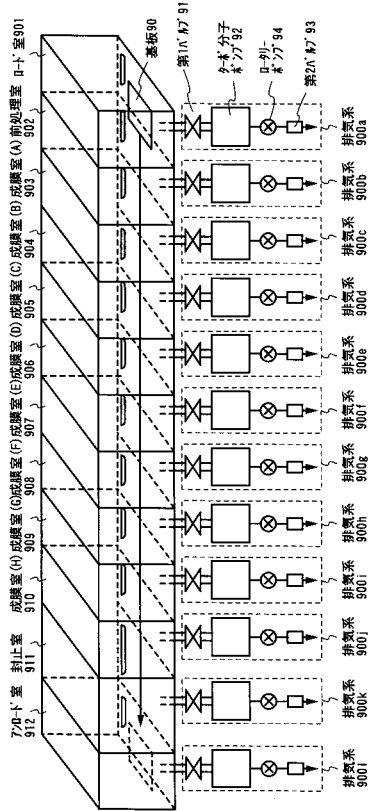 ロード室901
前処理室
902
成膜室(A)
903
成膜室(B)
904
成膜室(C)
905
成膜室(D)
906
成膜室(E)
907
成膜室(F)
908
成膜室(G)
909
成膜室(H)
910
封止室
911
アンロード室
912
基板90
第1バルブ91
ターボ分子
ポンプ92
ロータリー
ポンプ94
第2バルブ93
排気系
900a
排気系
900b
排気系
900c
排気系
900d
排気系
900e
排気系
900f
排気系
900g
排気系
900h
排気系
900i
排気系
900j
排気系
900k
排気系
900l